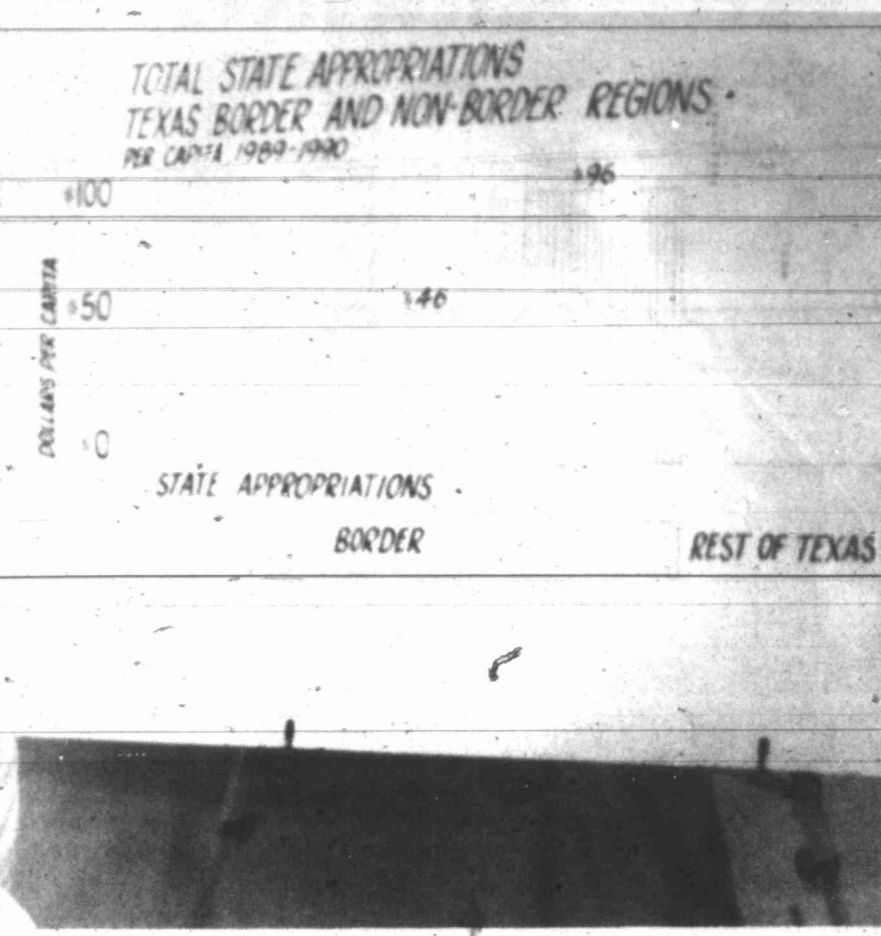 TOTAL STATE APPROPRIATIONS
TEXAS BORDER AND NON-BORDER REGIONS
PER CAPITA, 1989-1990
$96
$100
$46
$50
DOLLARS PER CAPITA
$0
STATE APPROPRIATIONS
BORDER
REST OF TEXAS